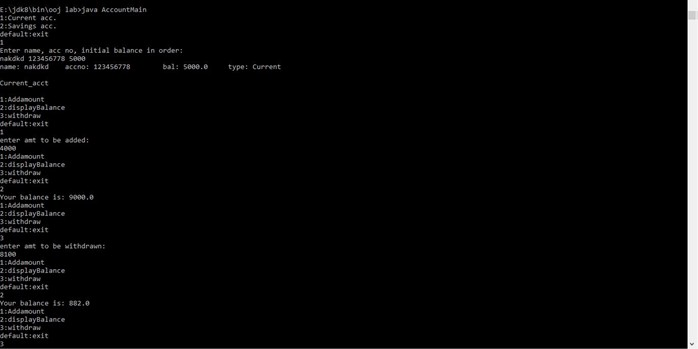 E:\jdk8\bin\ooj lab>java AccountMain
1:Current acc.
2:Savings acc.
default:exit
1
Enter name, acc no, initial balance in order:
nakdkd 123456778 5000
name: nakdkd    accno: 123456778        bal: 5000.0     type: Current
Current_acct
1:Addamount
2:displayBalance
3:withdraw
default:exit
1
enter amt to be added:
4000
1:Addamount
2:displayBalance
3:withdraw
default:exit
2
Your balance is: 9000.0
1:Addamount
2:displayBalance
3:withdraw
default:exit
3
enter amt to be withdrawn:
8100
1:Addamount
2:displayBalance
3:withdraw
default:exit
2
Your balance is: 882.0
1:Addamount
2:displayBalance
3:withdraw
default:exit
3